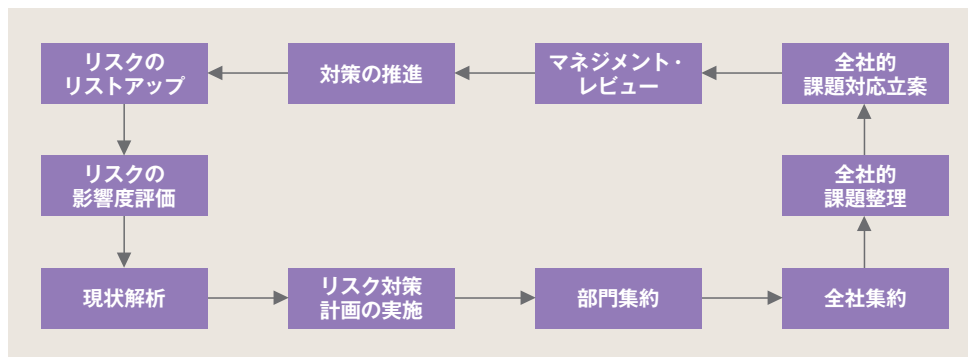 リスクの
リストアップ
対策の推進
マネジメント・
レビュー
全社的
課題対応立案
リスクの
影響度評価
全社的
課題整理
現状解析
リスク対策
計画の実施
部門集約
全社集約